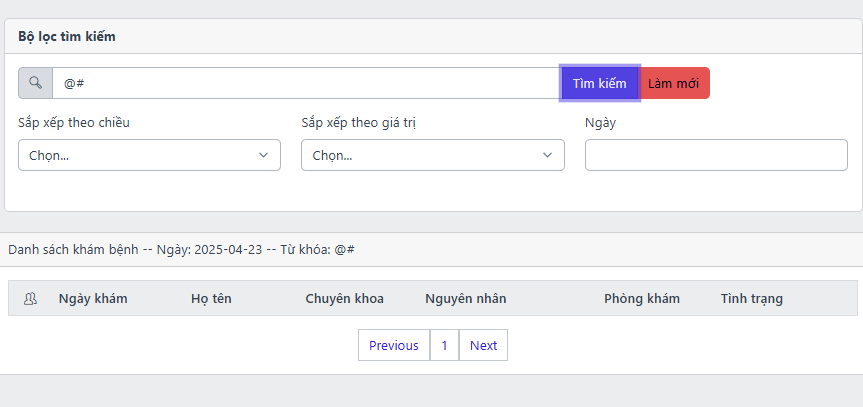 Bộ lọc tìm kiếm
@# Tìm kiếm Làm mới
Sắp xếp theo chiều Sắp xếp theo giá trị Ngày
Chọn... Chọn...
Danh sách khám bệnh -- Ngày: 2025-04-23 -- Từ khóa: @#
Ngày khám Họ tên Chuyên khoa Nguyên nhân Phòng khám Tình trạng
Previous 1 Next